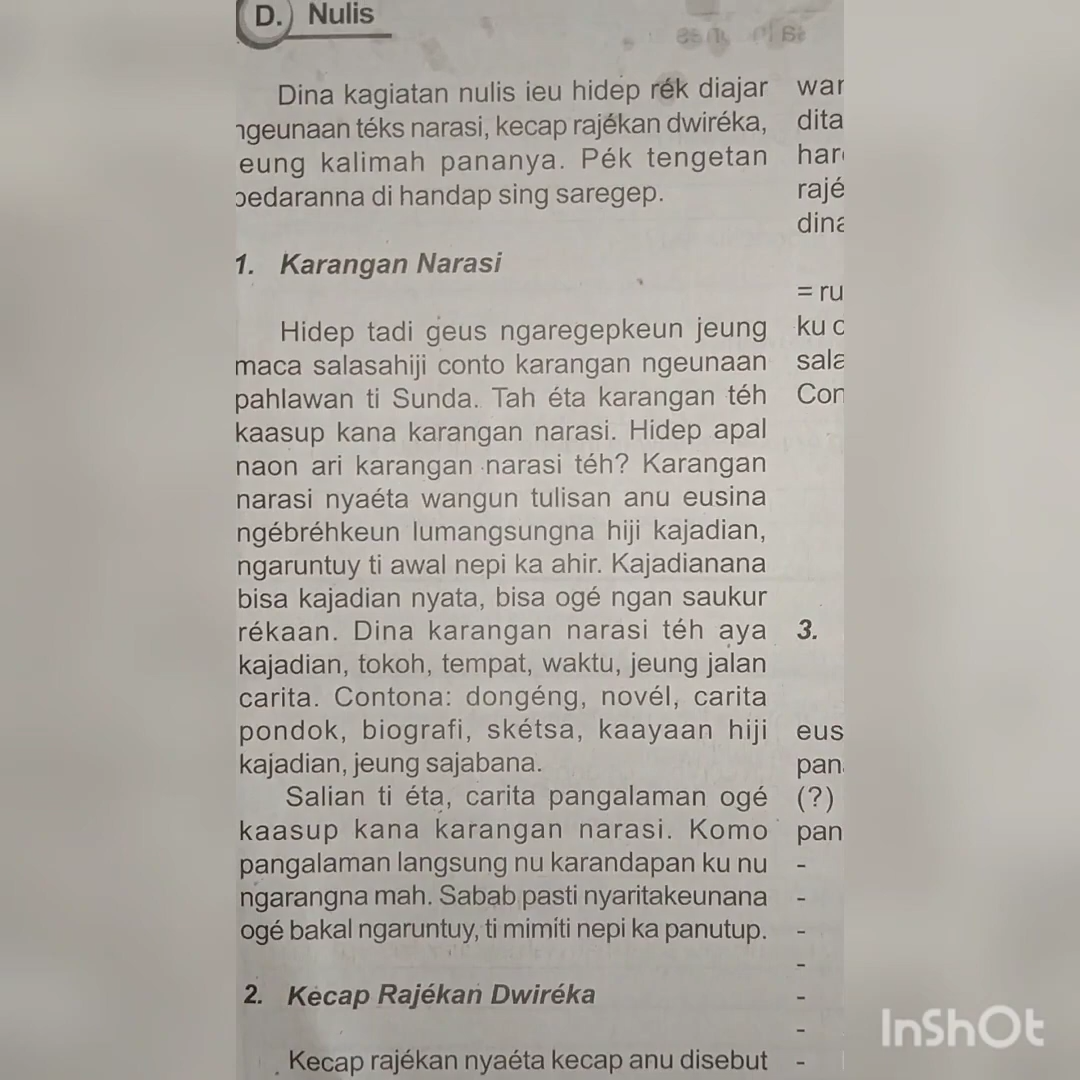 D. Nulis
Dina kagiatan nulis ieu hidep rék diajar
ngeunaan téks narasi, kecap rajékan dwiréka,
eung kalimah pananya. Pék tengetan
bedaranna di handap sing saregep.
1. Karangan Narasi
Hidep tadi geus ngaregepkeun jeung
maca salasahiji conto karangan ngeunaan
pahlawan ti Sunda. Tah éta karangan téh
kaasup kana karangan narasi. Hidep apal
naon ari karangan narasi téh? Karangan
narasi nyaéta wangun tulisan anu eusina
ngébréhkeun lumangsungna hiji kajadian,
ngaruntuy ti awal nepi ka ahir. Kajadianana
bisa kajadian nyata, bisa ogé ngan saukur
rékaan. Dina karangan narasi téh aya
kajadian, tokoh, tempat, waktu, jeung jalan
carita. Contona: dongéng, novél, carita
pondok, biografi, skétsa, kaayaan hiji
kajadian, jeung sajabana.
Salian ti éta, carita pangalaman ogé
kaasup kana karangan narasi. Komo
pangalaman langsung nu karandapan ku nu
ngarangna mah. Sabab pasti nyaritakeunana
ogé bakal ngaruntuy, ti mimiti nepi ka panutup.
2. Kecap Rajékan Dwiréka
Kecap rajékan nyaéta kecap anu disebut
dita
rajé
= ru
sala
3.
eus
pan
(?)
pan
-
-
-
-
-
-
-
InShOt